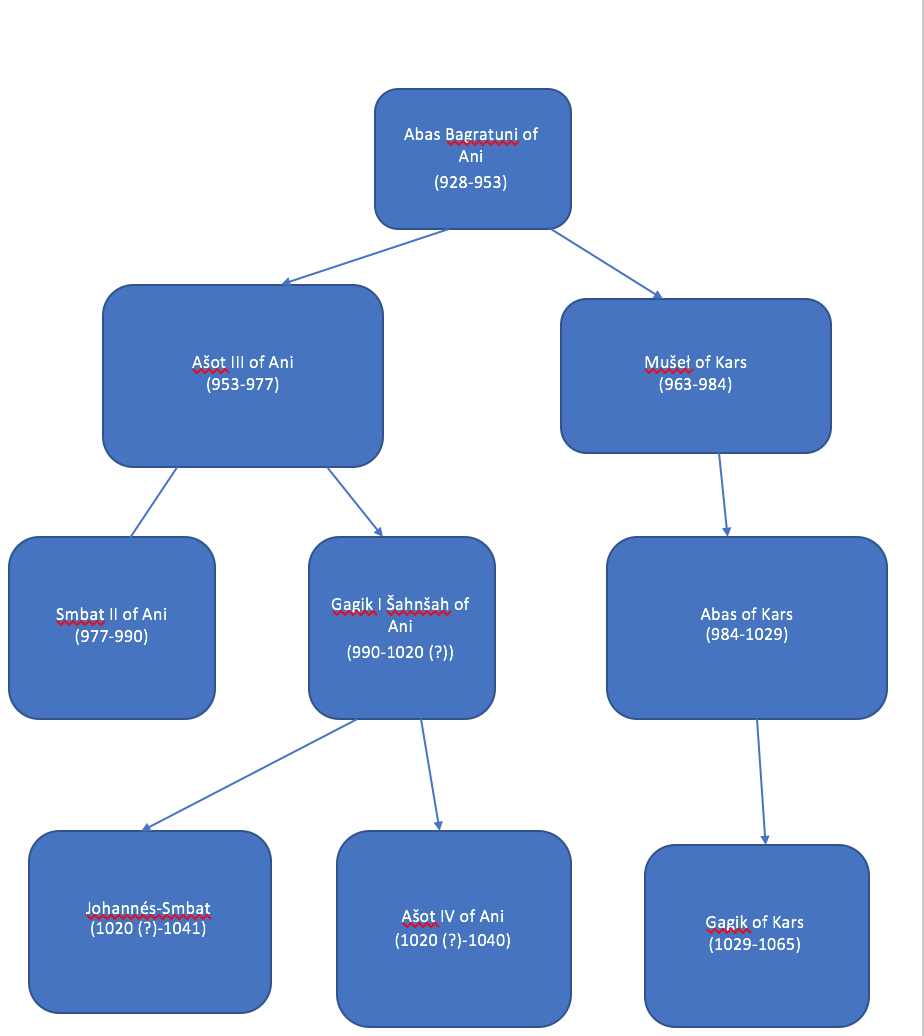 Abas Bagratuni of
Ani
(928-953)
Ašot III of Ani
(953-977)
Mušeł of Kars
(963-984)
Smbat II of Ani
(977-990)
Gagik I Šahnšah of
Ani
(990-1020 (?))
Abas of Kars
(984-1029)
Johannés-Smbat
(1020 (?)-1041)
Ašot IV of Ani
(1020 (?)-1040)
Gagik of Kars
(1029-1065)